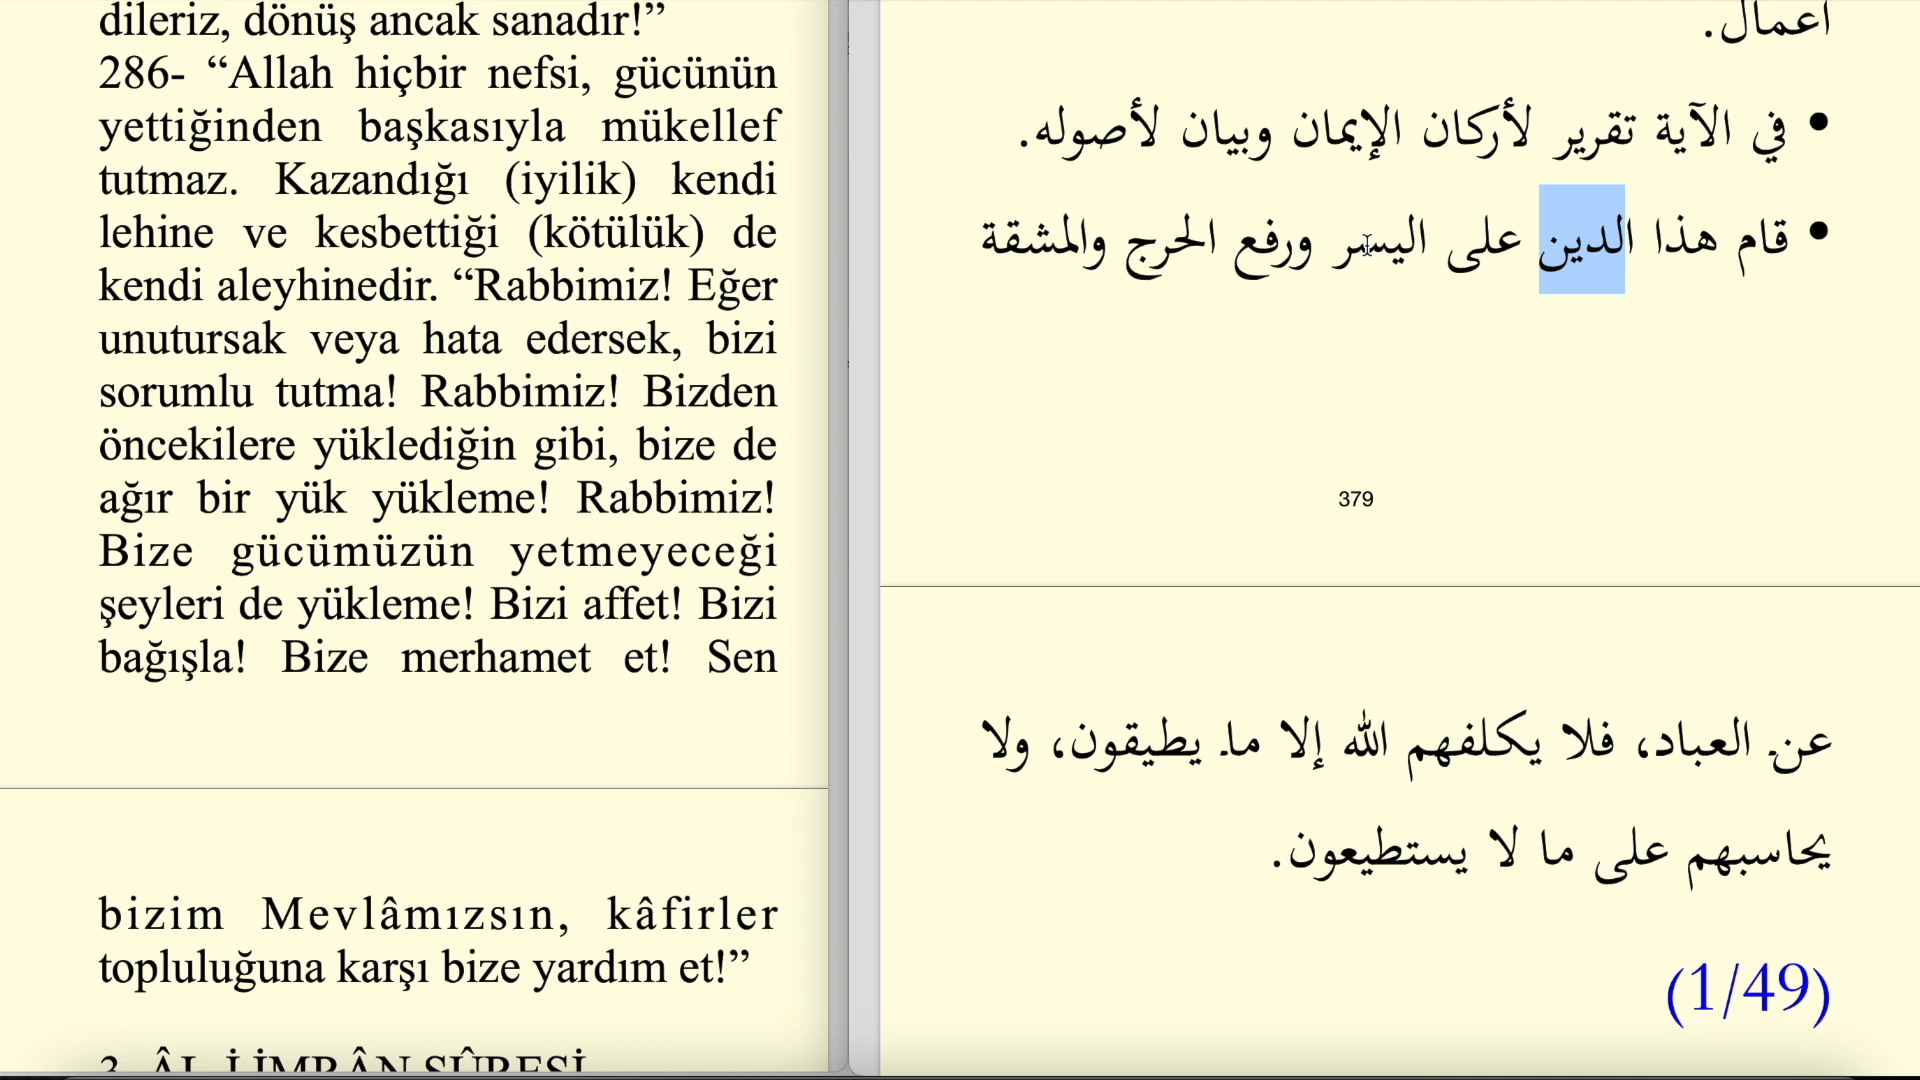 dileriz, dönüş ancak sanadır!”
286- “Allah hiçbir nefsi, gücünün
yettiğinden başkasıyla mükellef
tutmaz. Kazandığı (iyilik) kendi
lehine ve kesbettiği (kötülük) de
kendi aleyhinedir. “Rabbimiz! Eğer
unutursak veya hata edersek, bizi
sorumlu tutma! Rabbimiz! Bizden
öncekilere yüklediğin gibi, bize de
ağır bir yük yükleme! Rabbimiz!
Bize gücümüzün yetmeyeceği
şeyleri de yükleme! Bizi affet! Bizi
bağışla! Bize merhamet et! Sen
bizim Mevlâmızsın, kâfirler
topluluğuna karşı bize yardım et!”
3. ÂL-İ İMRÂN SÛRESİ
أعمال.
• في الآية تقرير لأركان الإيمان وبيان لأصوله.
• قام هذا الدين على اليسر ورفع الحرج والمشقة
379
عن العباد، فلا يكلفهم الله إلا ما يطيقون، ولا
يحاسبهم على ما لا يستطيعون.
(1/49)